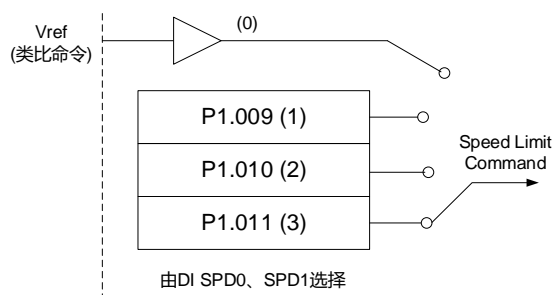 Vref
(类比命令)
(0)
P1.009 (1)
P1.010 (2)
P1.011 (3)
Speed Limit
Command
由DI SPD0、SPD1选择